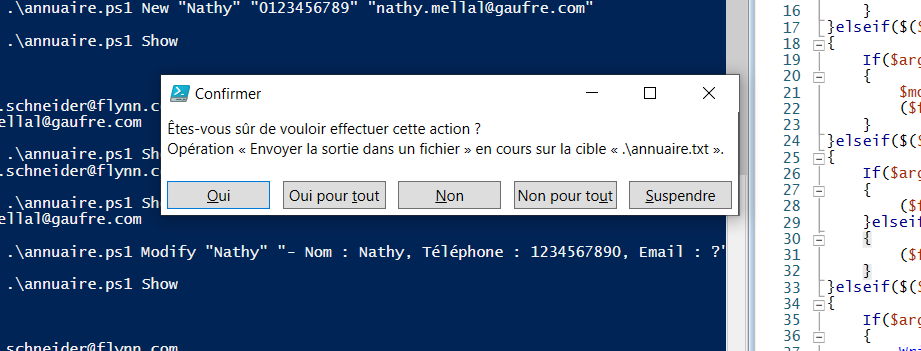 .\annuaire.ps1 New "Nathy" "0123456789" "nathy.mellal@gaufre.com"
.\annuaire.ps1 Show
.schneider@flynn.co
ellal@gaufre.com
.\annuaire.ps1 Sh
.schneider@flynn.co
ellal@gaufre.com
.\annuaire.ps1 Modify "Nathy" "- Nom : Nathy, Téléphone : 1234567890, Email : ?"
.\annuaire.ps1 Show
.schneider@flynn.com
Confirmer
Êtes-vous sûr de vouloir effectuer cette action ?
Opération « Envoyer la sortie dans un fichier » en cours sur la cible « .\annuaire.txt ».
Oui
Oui pour tout
Non
Non pour tout
Suspendre
16 }
17 }elseif($($
18 {
19 If($arg
20 {
21 $mo
22 ($f
23 }
24 }elseif($($
25 {
26 If($arg
27 {
28 ($f
29 }elseif
30 {
31 ($f
32 }
33 }elseif($($
34 {
35 If($arg
36 {
37